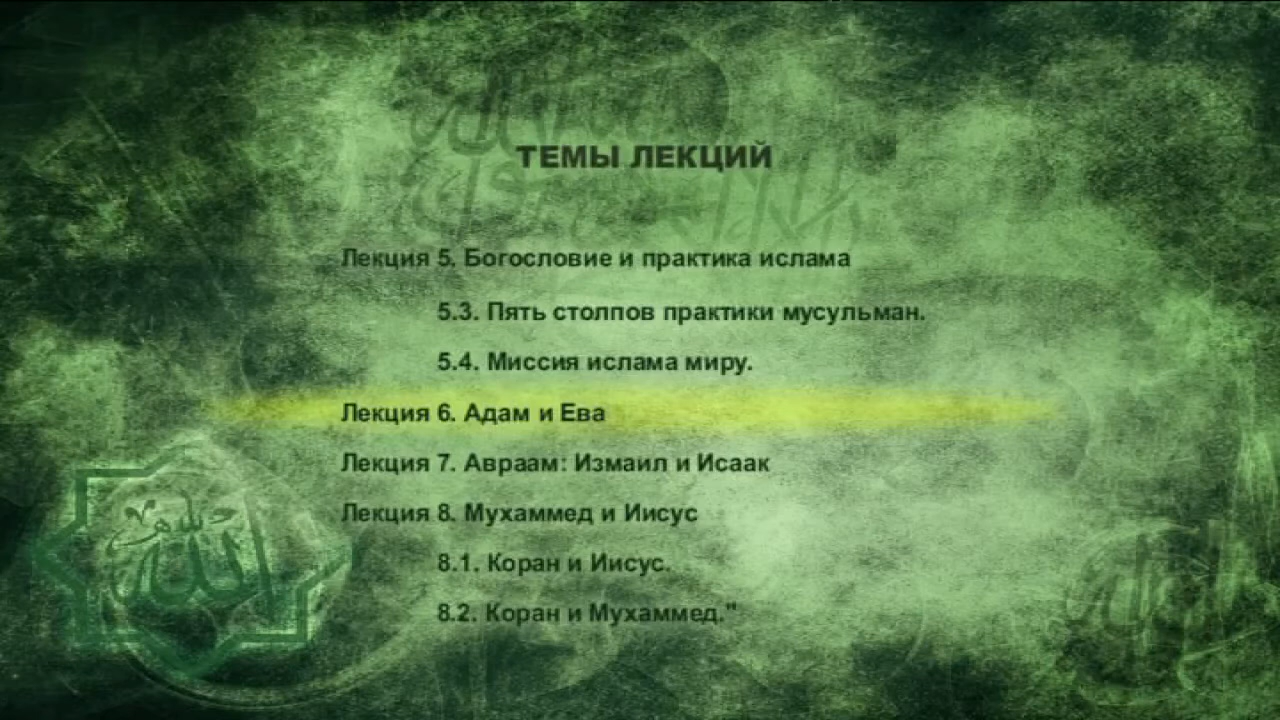 ТЕМЫ ЛЕКЦИЙ
Лекция 5. Богословие и практика ислама
5.3. Пять столпов практики мусульман.
5.4. Миссия ислама миру.
Лекция 6. Адам и Ева
Лекция 7. Авраам: Измаил и Исаак
Лекция 8. Мухаммед и Иисус
8.1. Коран и Иисус.
8.2. Коран и Мухаммед."
الله